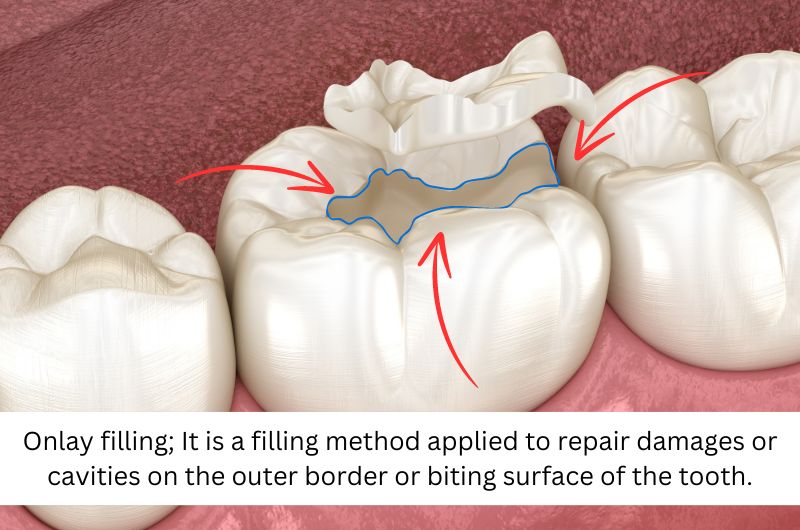 Onlay filling; It is a filling method applied to repair damages or
cavities on the outer border or biting surface of the tooth.